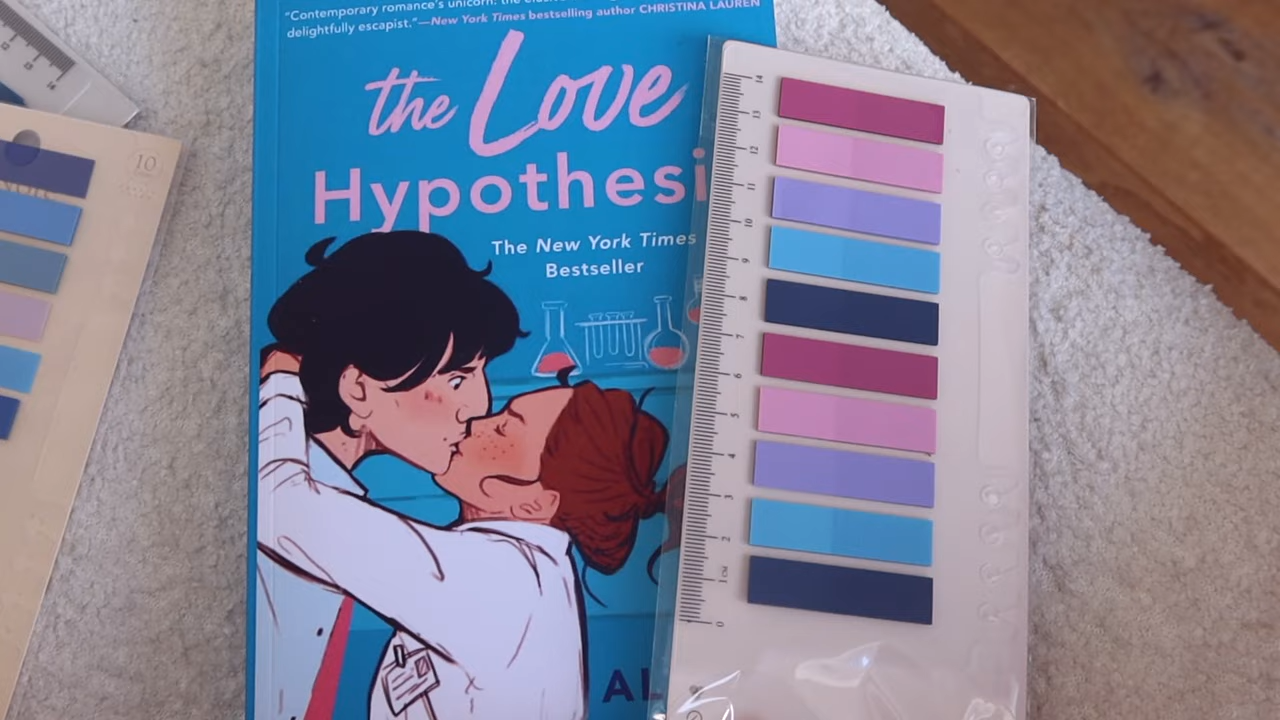 "Contemporary romance's unicorn: the
delightfully escapist."—New York Times bestselling author CHRISTINA LAUREN
the Love
Hypothesi
The New York Times
Bestseller
AL
10
14
13
12
11
10
9
8
7
6
5
4
3
2
1 cm
0